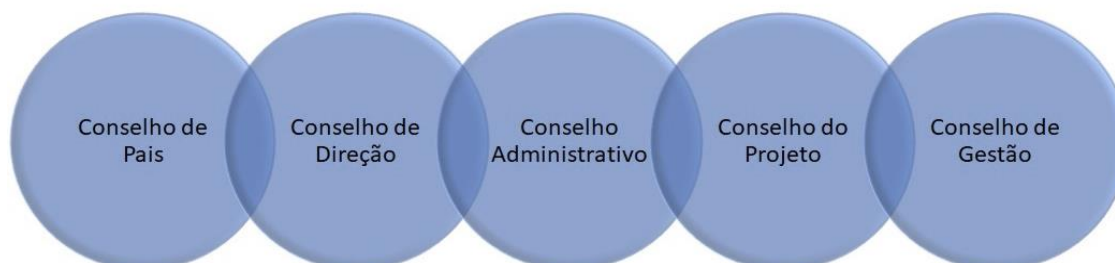 Conselho de
Pais
Conselho de
Direção
Conselho
Administrativo
Conselho do
Projeto
Conselho de
Gestão